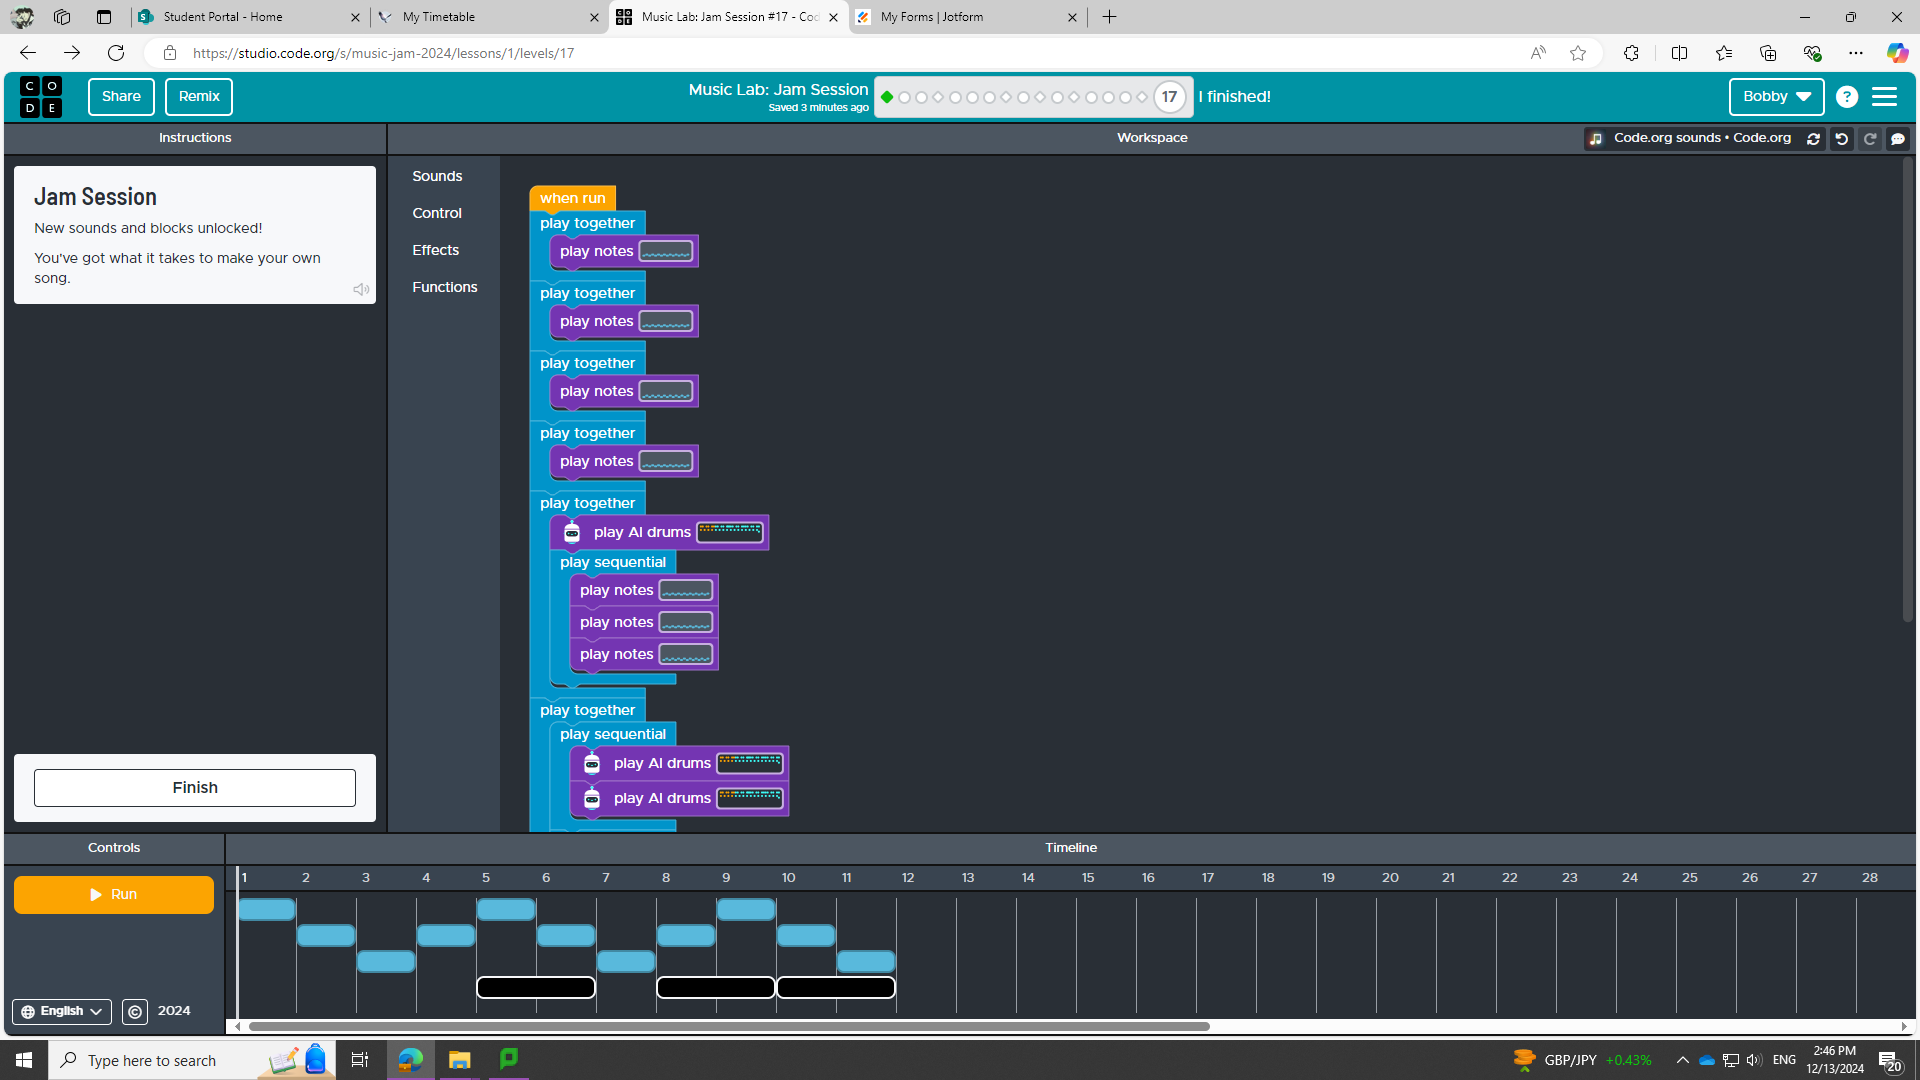 Student Portal - Home
My Timetable
Music Lab: Jam Session #17 - Cod
My Forms | Jotform
https://studio.code.org/s/music-jam-2024/lessons/1/levels/17
C O
D E
Share
Remix
Music Lab: Jam Session
Saved 3 minutes ago
17
I finished!
Bobby
?
Instructions
Workspace
Code.org sounds • Code.org
Jam Session
New sounds and blocks unlocked!
You've got what it takes to make your own
song.
Finish
Sounds
Control
Effects
Functions
when run
play together
play notes
play together
play notes
play together
play notes
play together
play notes
play together
play AI drums
play sequential
play notes
play notes
play notes
play together
play sequential
play AI drums
play AI drums
Controls
Timeline
Run
1 2 3 4 5 6 7 8 9 10 11 12 13 14 15 16 17 18 19 20 21 22 23 24 25 26 27 28
English
© 2024
Type here to search
GBP/JPY +0.43%
ENG
2:46 PM
12/13/2024
20